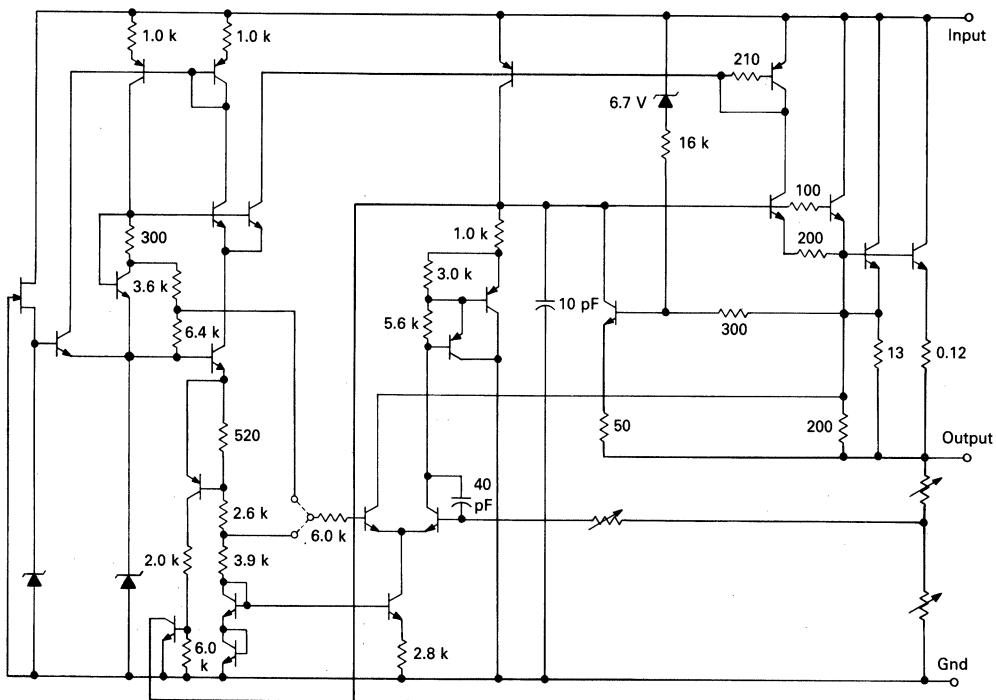 Input
1.0 k
1.0 k
210
6.7 V
16 k
100
300
1.0 k
200
3.0 k
3.6 k
10 pF
5.6 k
6.4 k
300
13
0.12
520
50
200
Output
40
pF
2.6 k
6.0 k
2.0 k
3.9 k
6.0
k
2.8 k
Gnd